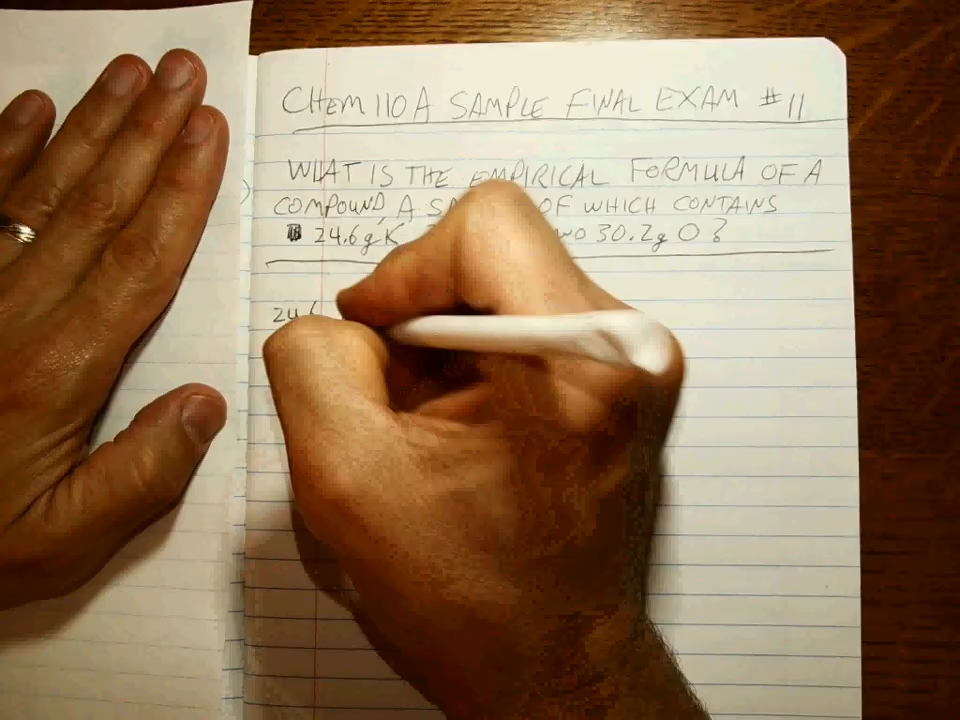 CHEM 110A SAMPLE FINAL EXAM #11
WHAT IS THE EMPIRICAL FORMULA OF A
COMPOUND, A OF WHICH CONTAINS
24.6 g K 30.2g O?
24.6